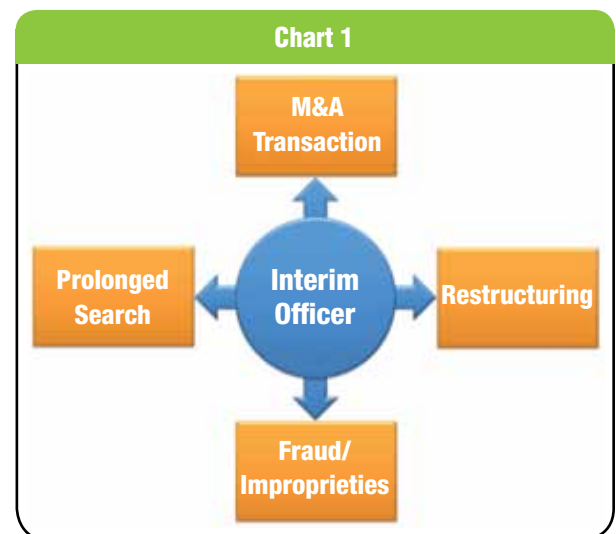 Chart 1
M&A
Transaction
Prolonged
Search
Interim
Officer
Restructuring
Fraud/
Improprieties